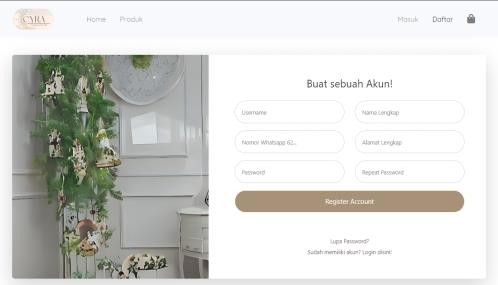 CYRA
Home Produk Masuk Daftar
Buat sebuah Akun!
Username Nama Lengkap
Nomor Whatsapp 62... Alamat Lengkap
Password Repeat Password
Register Account
Lupa Password?
Sudah memiliki akun? Login disini!